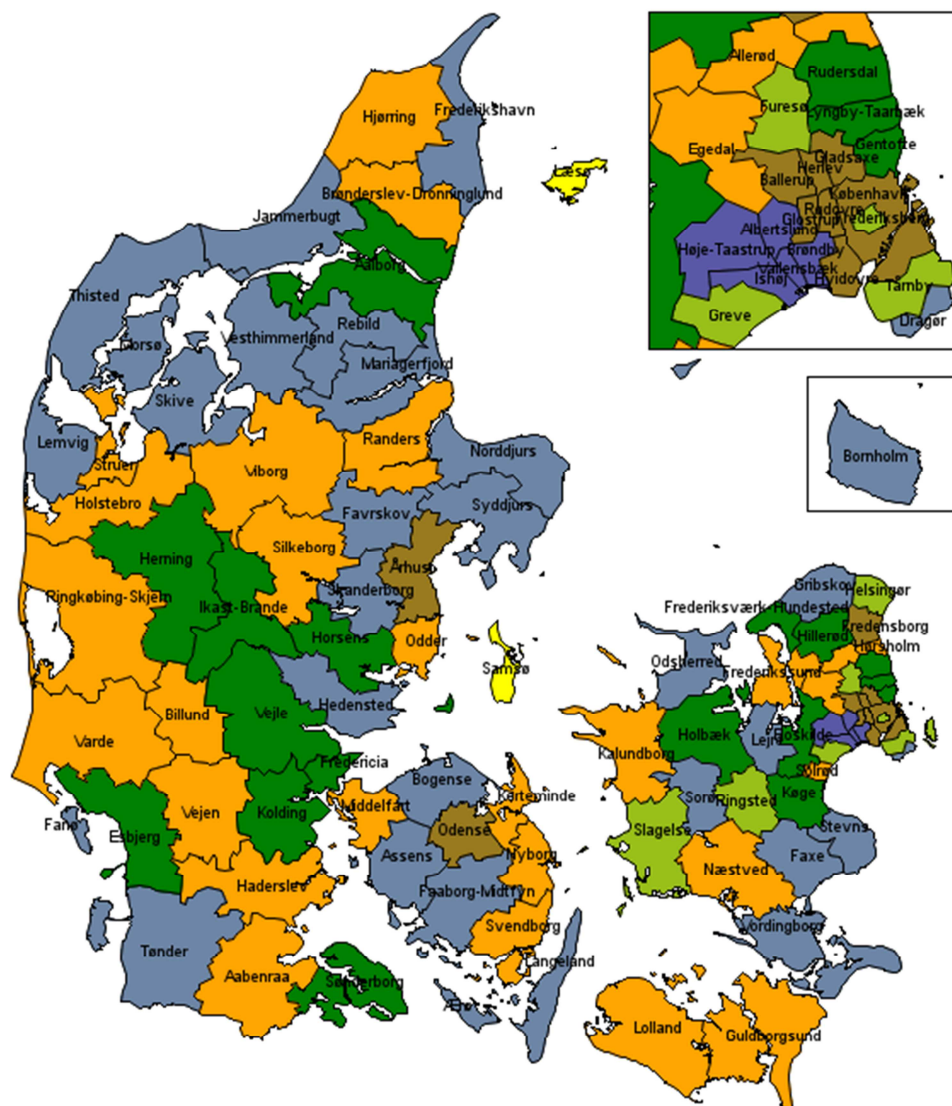 Hjørring
Frederikshavn
Læsø
Brønderslev-Dronninglund
Jammerbugt
Aalborg
Thisted
Morsø
Vesthimmerland
Rebild
Mariagerfjord
Skive
Lemvig
Struer
Viborg
Randers
Norddjurs
Holstebro
Favrskov
Syddjurs
Herning
Silkeborg
Århus
Skanderborg
Ringkøbing-Skjern
Ikast-Brande
Horsens
Odder
Samsø
Hedensted
Billund
Vejle
Varde
Fredericia
Bogense
Middelfart
Kerteminde
Kolding
Vejen
Fanø
Esbjerg
Odense
Assens
Nyborg
Haderslev
Faaborg-Midtfyn
Svendborg
Tønder
Aabenraa
Sønderborg
Langeland
Ærø
Allerød
Rudersdal
Furesø
Lyngby-Taarbæk
Gentofte
Egedal
Gladsaxe
Herlev
Ballerup
København
Rødovre
Glostrup
Frederiksberg
Albertslund
Høje-Taastrup
Brøndby
Vallensbæk
Ishøj
Hvidovre
Tårnby
Greve
Dragør
Bornholm
Gribskov
Helsingør
Frederiksværk-Hundested
Fredensborg
Hillerød
Hørsholm
Odsherred
Frederikssund
Holbæk
Lejre
Roskilde
Kalundborg
Solrød
Sorø
Ringsted
Køge
Slagelse
Stevns
Faxe
Næstved
Vordingborg
Lolland
Guldborgsund